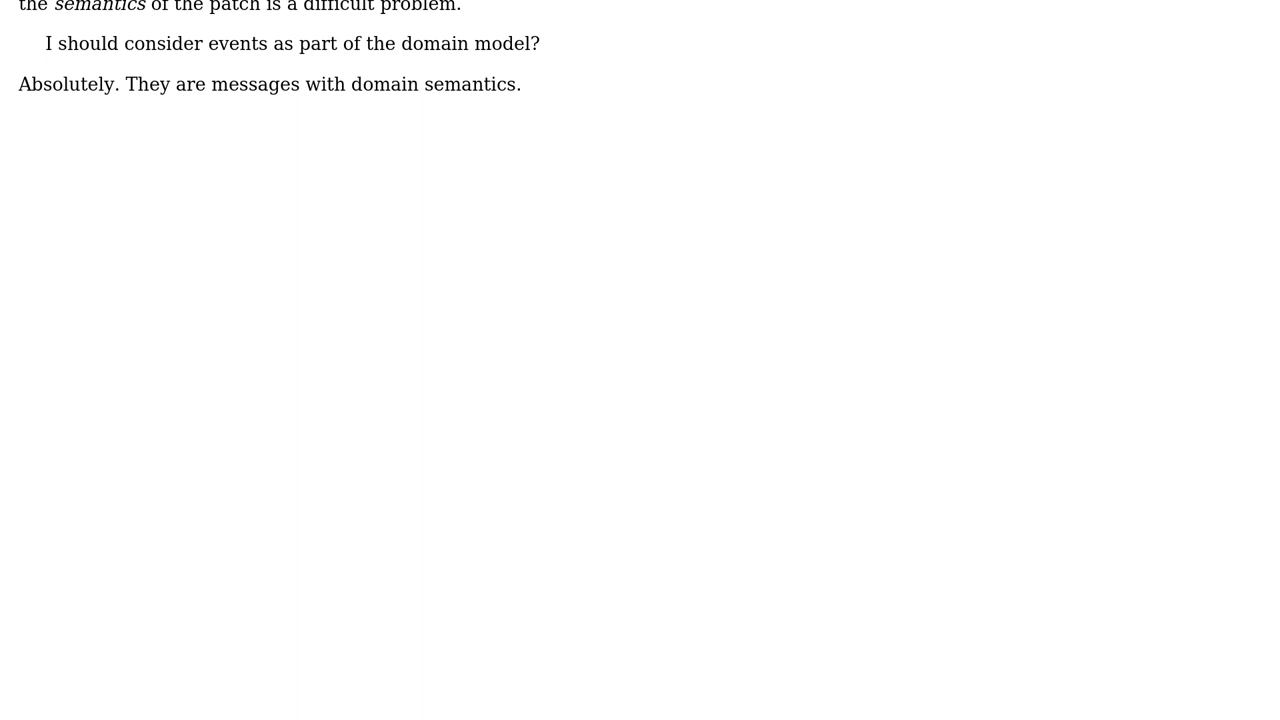 the semantics of the patch is a difficult problem.
I should consider events as part of the domain model?
Absolutely. They are messages with domain semantics.